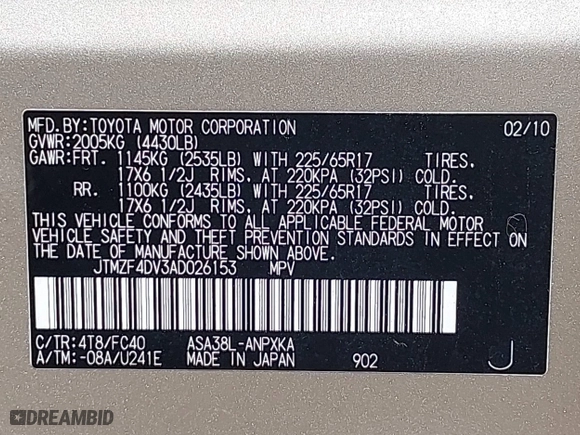 MFD.BY:TOYOTA MOTOR CORPORATION 02/10
GVWR:2005KG (4430LB)
GAWR:FRT. 1145KG (2535LB) WITH 225/65R17 TIRES,
17X6 1/2J RIMS, AT 220KPA (32PSI) COLD.
RR. 1100KG (2435LB) WITH 225/65R17 TIRES,
17X6 1/2J RIMS, AT 220KPA (32PSI) COLD.
THIS VEHICLE CONFORMS TO ALL APPLICABLE FEDERAL MOTOR
VEHICLE SAFETY AND THEFT PREVENTION STANDARDS IN EFFECT ON
THE DATE OF MANUFACTURE SHOWN ABOVE.
JTMZF4DV3AD026153 MPV
C/TR:4T8/FC40 ASA38L-ANPXKA
A/TM:-08A/U241E MADE IN JAPAN 902 J
DREAMBID